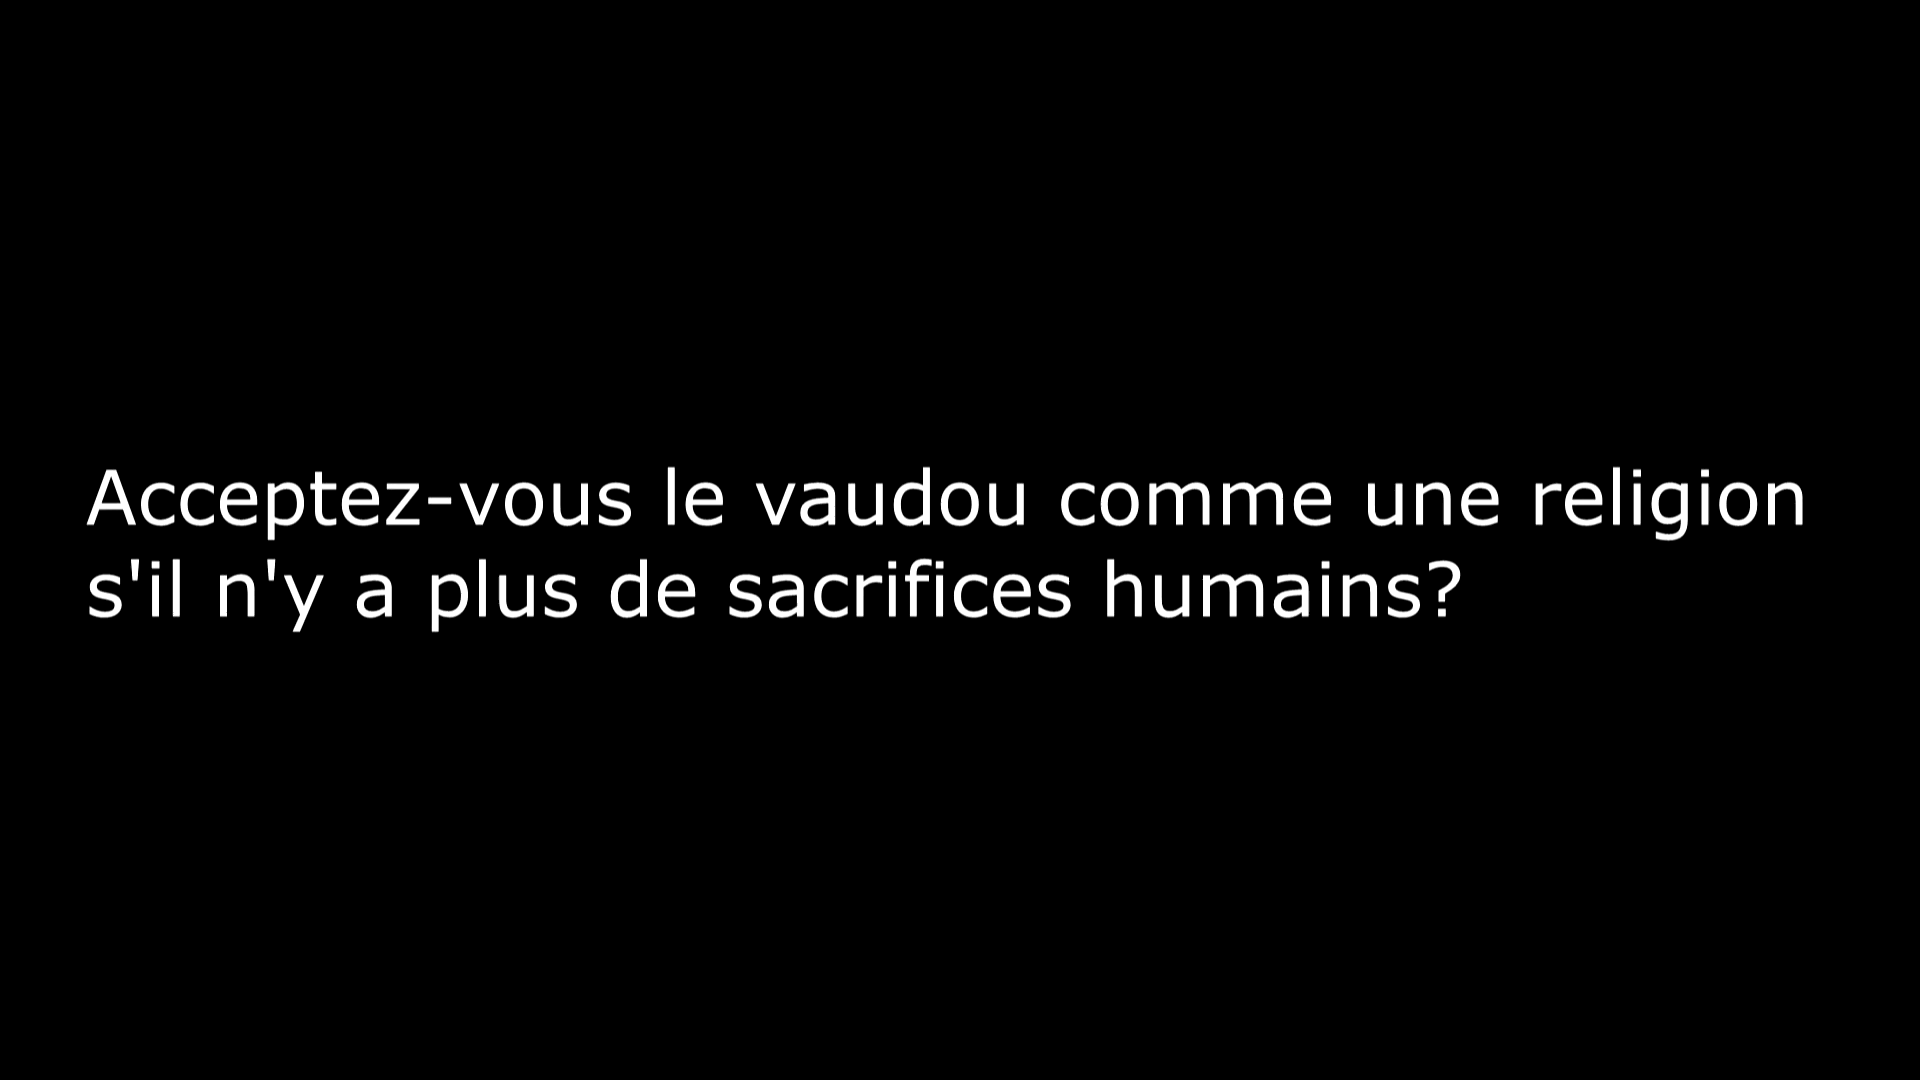 Acceptez-vous le vaudou comme une religion
s'il n'y a plus de sacrifices humains?